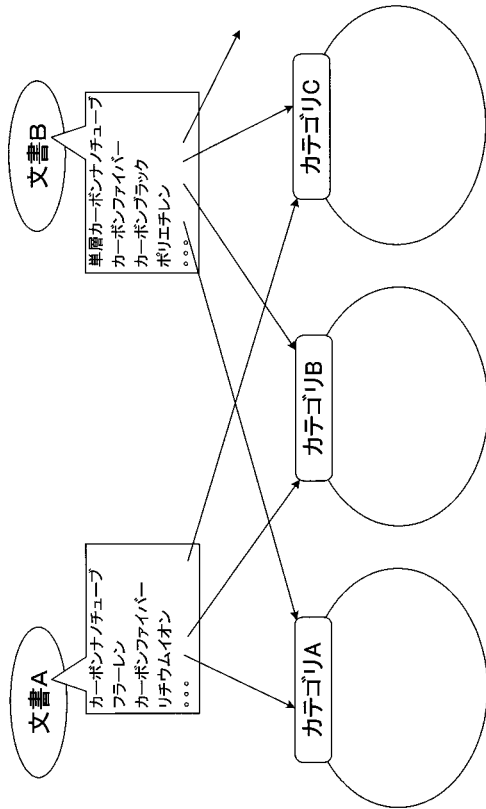 文書A
カーボンナノチューブ
フラーレン
カーボンファイバー
リチウムイオン
。。。
文書B
単層カーボンナノチューブ
カーボンファイバー
カーボンブラック
ポリエチレン
。。。
カテゴリA
カテゴリB
カテゴリC